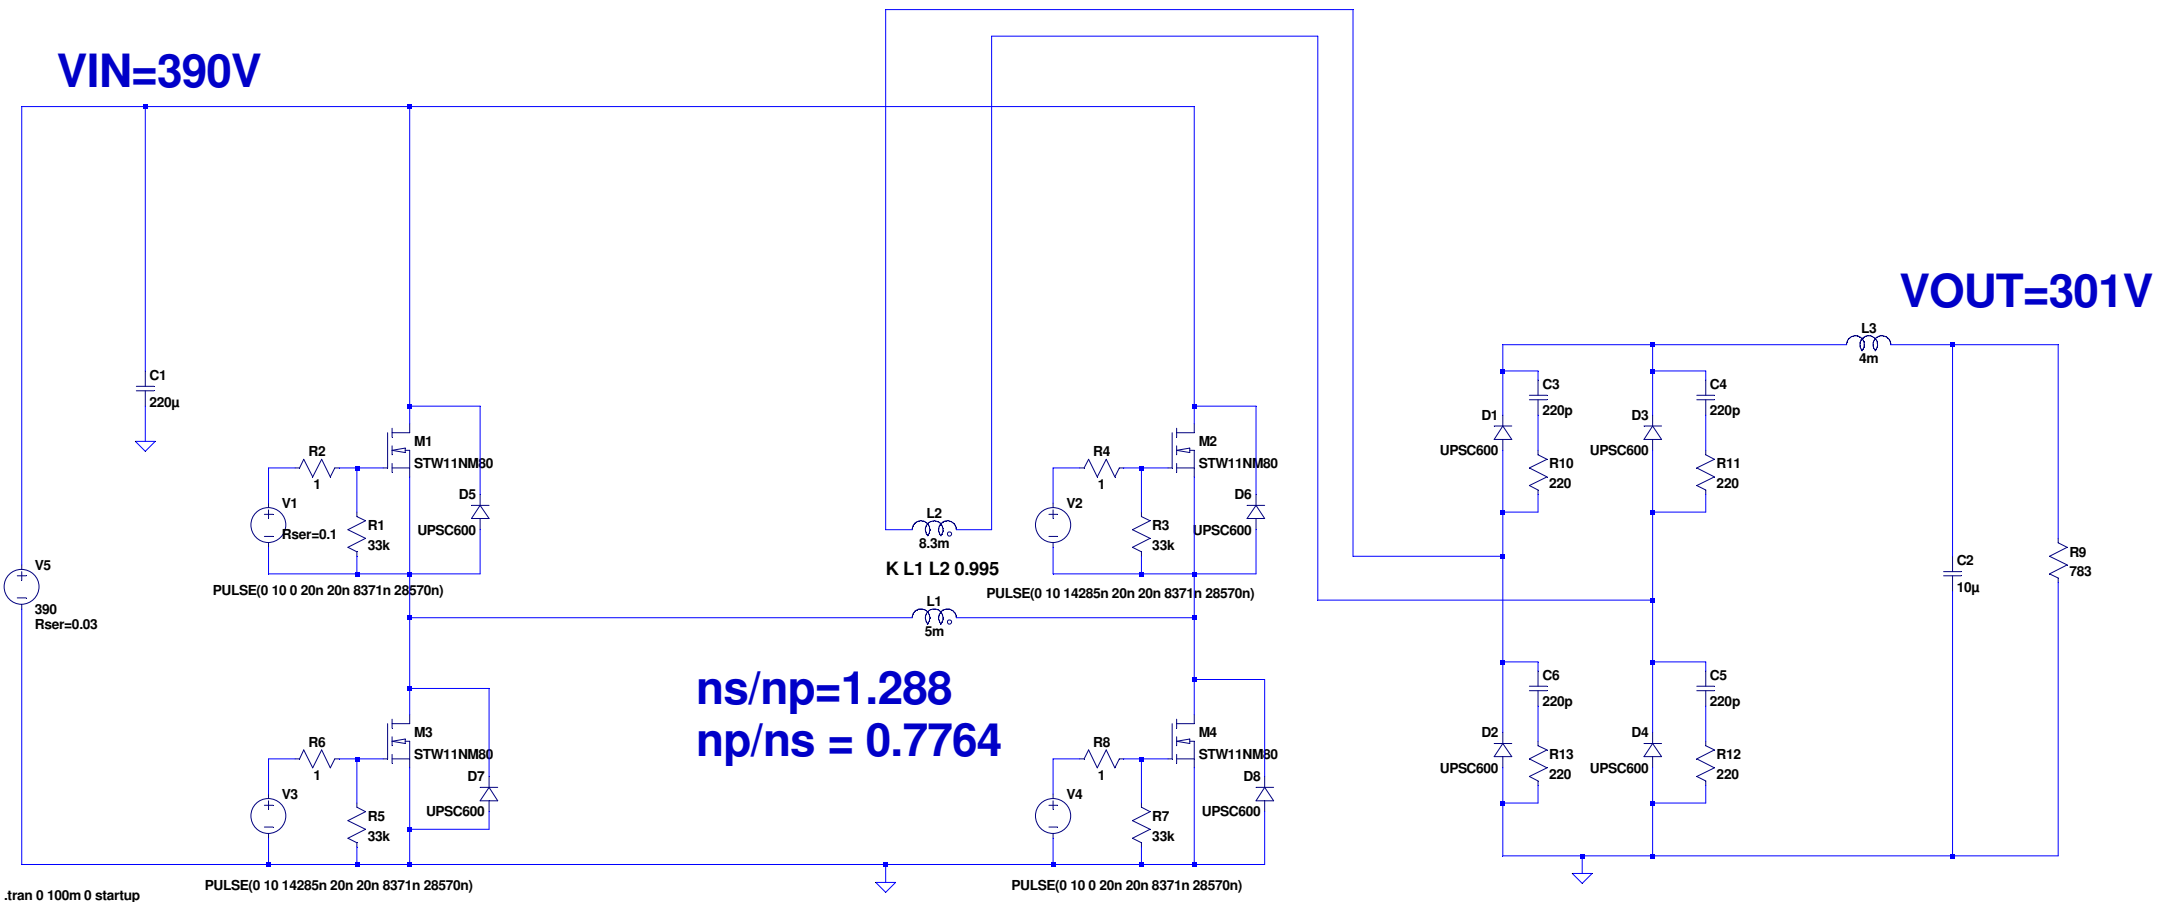 VIN=390V
VOUT=301V
C1
220µ
V5
390
Rser=0.03
R2
1
V1
Rser=0.1
R1
33k
M1
STW11NM80
D5
UPSC600
PULSE(0 10 0 20n 20n 8371n 28570n)
L2
8.3m
K L1 L2 0.995
L1
5m
R4
1
V2
R3
33k
M2
STW11NM80
D6
UPSC600
PULSE(0 10 14285n 20n 20n 8371n 28570n)
ns/np=1.288
np/ns = 0.7764
R6
1
V3
R5
33k
M3
STW11NM80
D7
UPSC600
PULSE(0 10 14285n 20n 20n 8371n 28570n)
R8
1
V4
R7
33k
M4
STW11NM80
D8
UPSC600
PULSE(0 10 0 20n 20n 8371n 28570n)
D1
UPSC600
C3
220p
R10
220
D3
UPSC600
C4
220p
R11
220
D2
UPSC600
C6
220p
R13
220
D4
UPSC600
C5
220p
R12
220
L3
4m
C2
10µ
R9
783
.tran 0 100m 0 startup